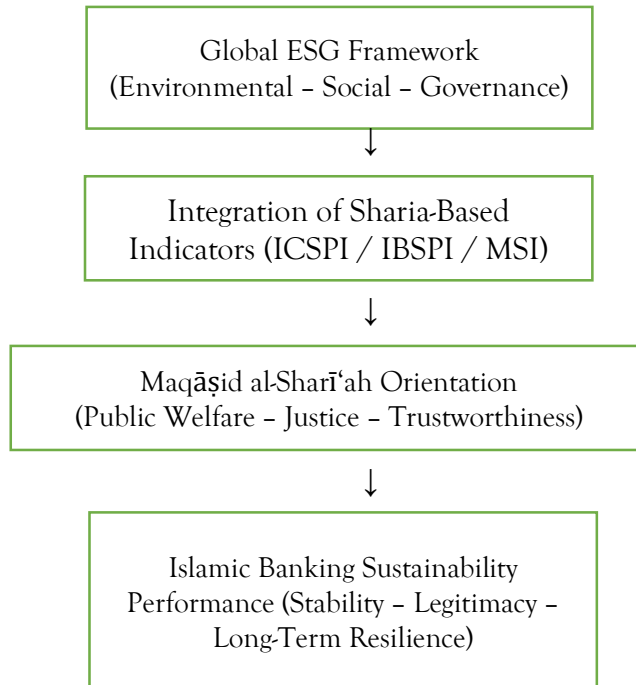 Global ESG Framework
(Environmental – Social – Governance)
↓
Integration of Sharia-Based
Indicators (ICSPI / IBSPI / MSI)
↓
Maqāṣid al-Sharī‘ah Orientation
(Public Welfare – Justice – Trustworthiness)
↓
Islamic Banking Sustainability
Performance (Stability – Legitimacy –
Long-Term Resilience)